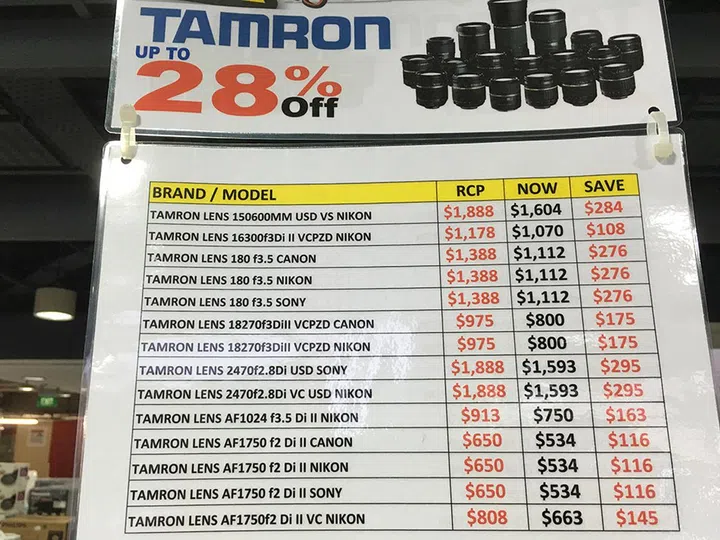 TAMRON
UP TO
28% Off
BRAND / MODEL RCP NOW SAVE
TAMRON LENS 150600MM USD VS NIKON $1,888 $1,604 $284
TAMRON LENS 16300f3Di II VCPZD NIKON $1,178 $1,070 $108
TAMRON LENS 180 f3.5 CANON $1,388 $1,112 $276
TAMRON LENS 180 f3.5 NIKON $1,388 $1,112 $276
TAMRON LENS 180 f3.5 SONY $1,388 $1,112 $276
TAMRON LENS 18270f3DiII VCPZD CANON $975 $800 $175
TAMRON LENS 18270f3DiII VCPZD NIKON $975 $800 $175
TAMRON LENS 2470f2.8Di USD SONY $1,888 $1,593 $295
TAMRON LENS 2470f2.8Di VC USD NIKON $1,888 $1,593 $295
TAMRON LENS AF1024 f3.5 Di II NIKON $913 $750 $163
TAMRON LENS AF1750 f2 Di II CANON $650 $534 $116
TAMRON LENS AF1750 f2 Di II NIKON $650 $534 $116
TAMRON LENS AF1750 f2 Di II SONY $650 $534 $116
TAMRON LENS AF1750f2 Di II VC NIKON $808 $663 $145